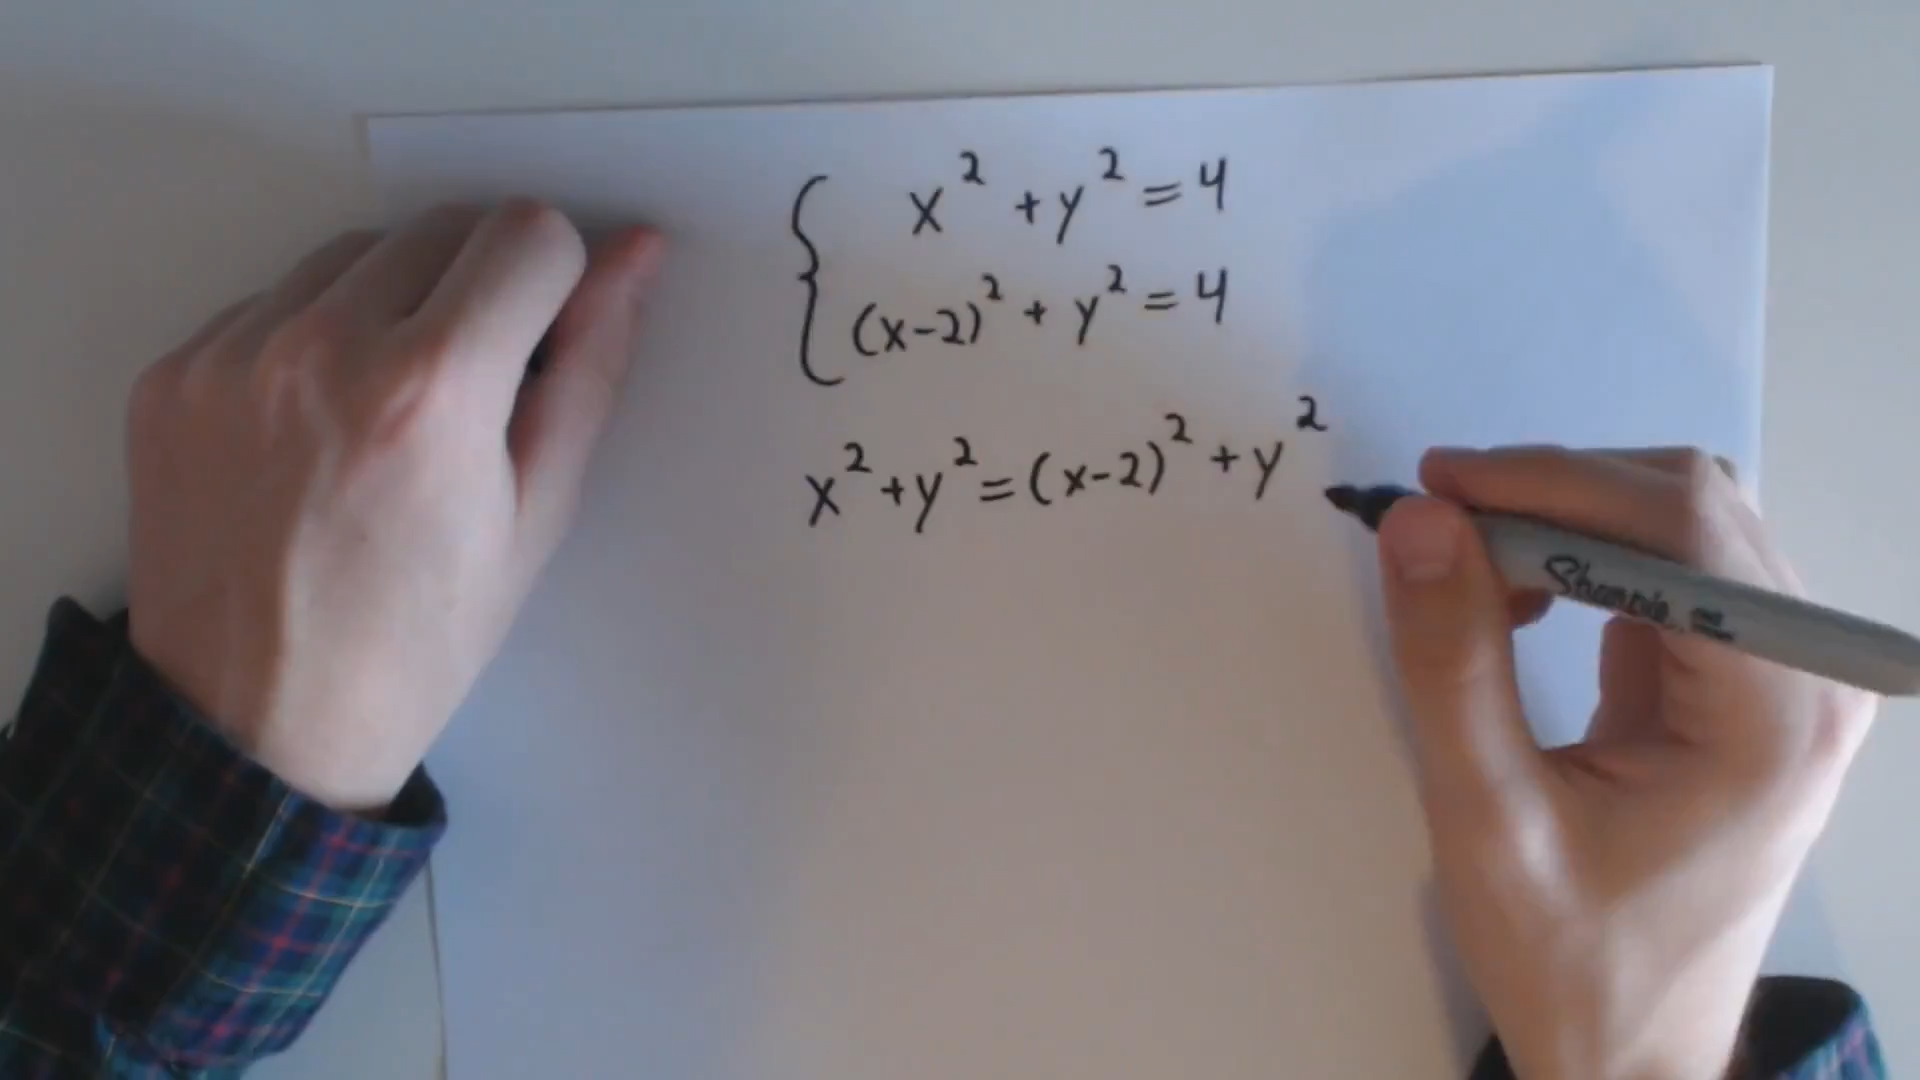 x² + y² = 4
(x-2)² + y² = 4
x² + y² = (x-2)² + y²
Sharpie